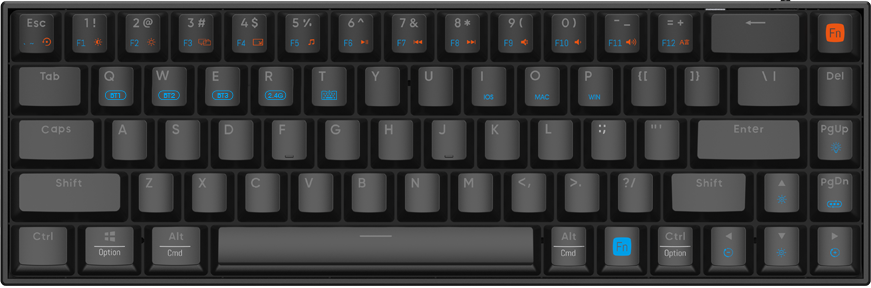 Esc 1! 2@ 3# 4$ 5% 6^ 7& 8* 9( 0) - _ = +
F1 F2 F3 F4 F5 F6 F7 F8 F9 F10 F11 F12 Fn
Tab Q W E R T Y U I O P {[ ]} \ | Del
BT1 BT2 BT3 2.4G iOS MAC WIN
Caps A S D F G H J K L :; "' Enter PgUp
Shift Z X C V B N M <, >. ?/ Shift PgDn
Ctrl Alt Alt Fn Ctrl
Option Cmd Cmd Option